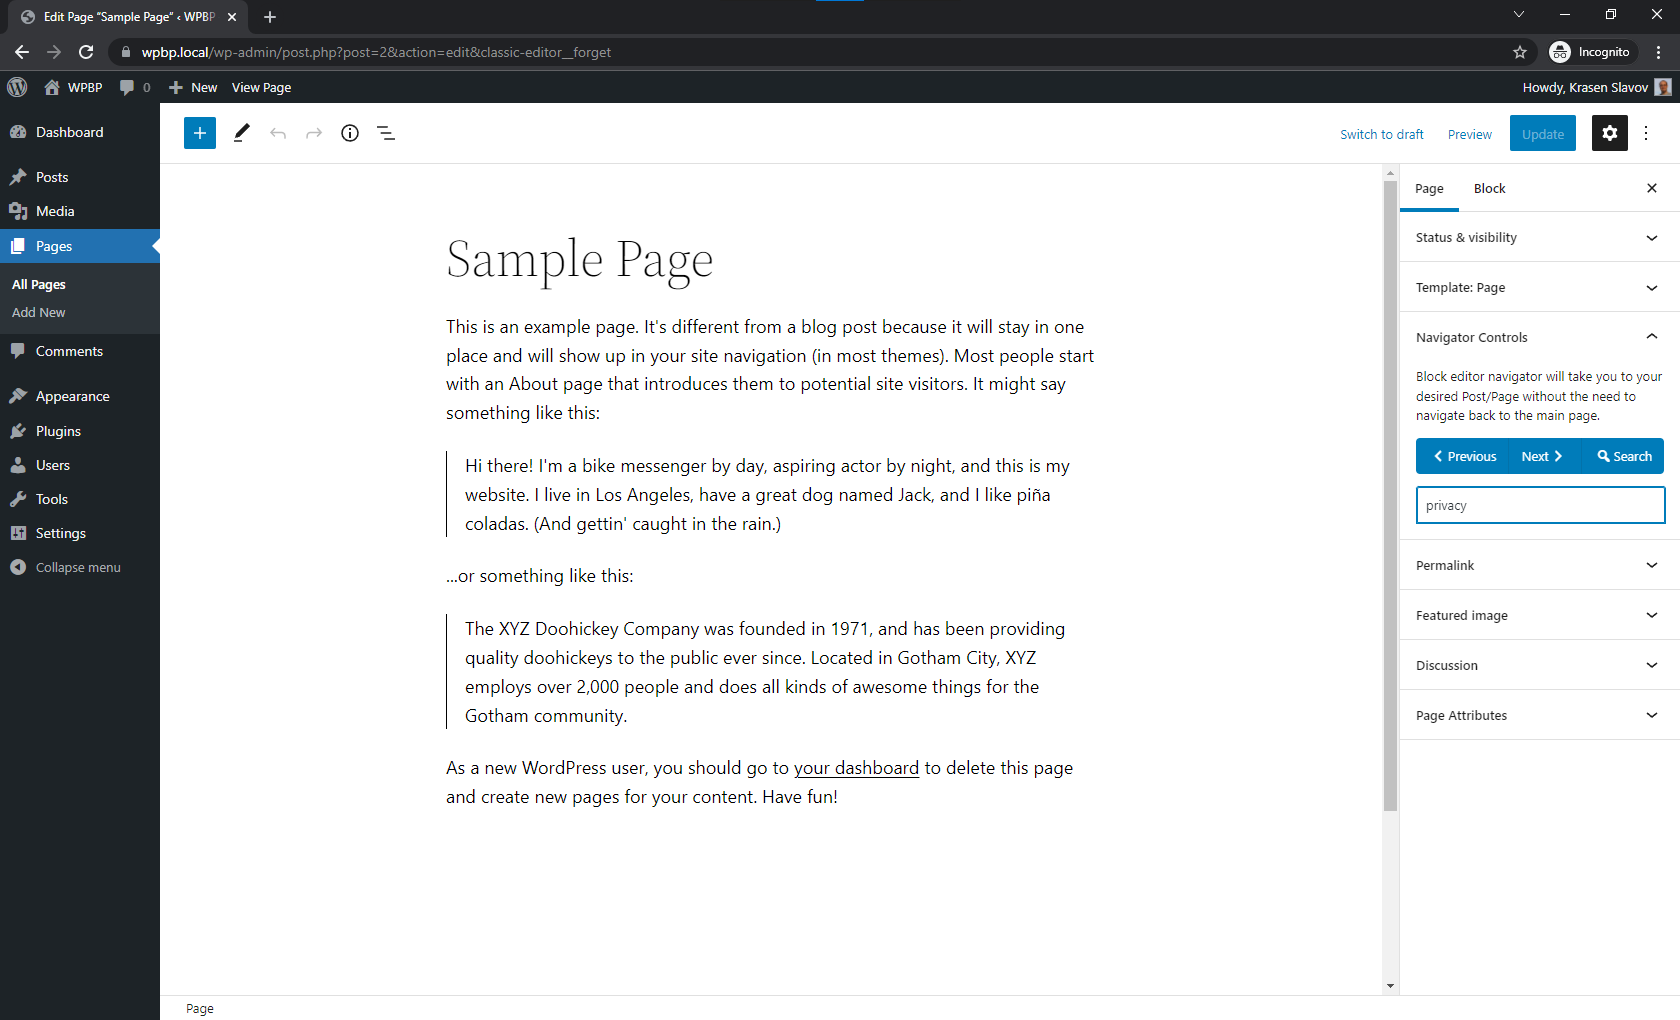 Edit Page “Sample Page” ‹ WPBP
wpbp.local/wp-admin/post.php?post=2&action=edit&classic-editor__forget
Incognito
WPBP
0
New
View Page
Howdy, Krasen Slavov
Dashboard
Posts
Media
Pages
All Pages
Add New
Comments
Appearance
Plugins
Users
Tools
Settings
Collapse menu
Switch to draft
Preview
Update
Sample Page
This is an example page. It's different from a blog post because it will stay in one
place and will show up in your site navigation (in most themes). Most people start
with an About page that introduces them to potential site visitors. It might say
something like this:
Hi there! I'm a bike messenger by day, aspiring actor by night, and this is my
website. I live in Los Angeles, have a great dog named Jack, and I like piña
coladas. (And gettin' caught in the rain.)
...or something like this:
The XYZ Doohickey Company was founded in 1971, and has been providing
quality doohickeys to the public ever since. Located in Gotham City, XYZ
employs over 2,000 people and does all kinds of awesome things for the
Gotham community.
As a new WordPress user, you should go to your dashboard to delete this page
and create new pages for your content. Have fun!
Page
Block
Status & visibility
Template: Page
Navigator Controls
Block editor navigator will take you to your
desired Post/Page without the need to
navigate back to the main page.
Previous
Next
Search
privacy
Permalink
Featured image
Discussion
Page Attributes
Page